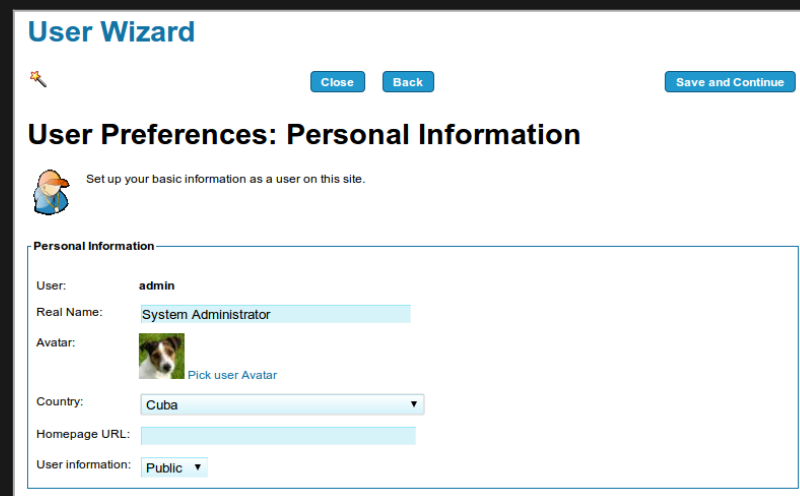 User Wizard
Close Back Save and Continue
User Preferences: Personal Information
Set up your basic information as a user on this site.
Personal Information
User: admin
Real Name: System Administrator
Avatar: Pick user Avatar
Country: Cuba
Homepage URL:
User information: Public